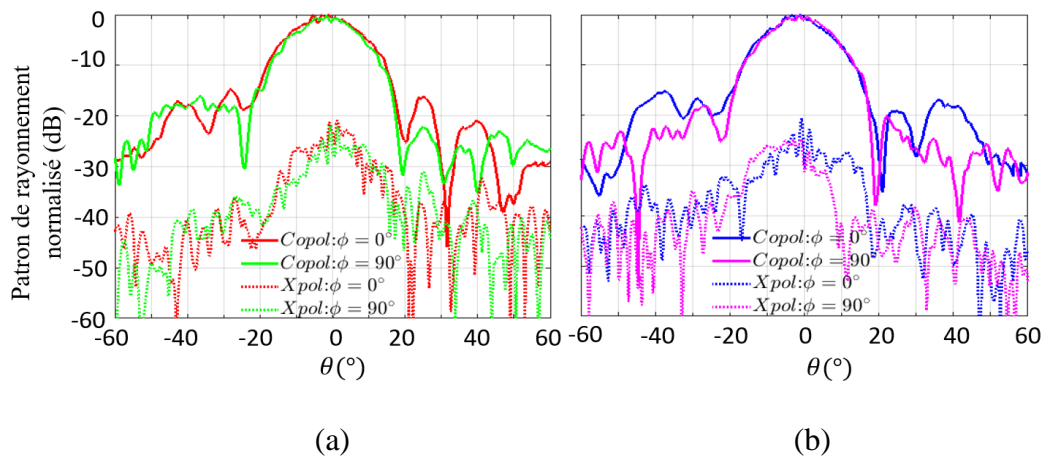 Patron de rayonnement
normalisé (dB)
0
-10
-20
-30
-40
-50
-60
Copol:ϕ = 0°
Copol:ϕ = 90°
Xpol:ϕ = 0°
Xpol:ϕ = 90°
-60 -40 -20 0 20 40 60
θ(°)
(a)
Copol:ϕ = 0°
Copol:ϕ = 90
Xpol:ϕ = 0°
Xpol:ϕ = 90°
-60 -40 -20 0 20 40 60
θ(°)
(b)